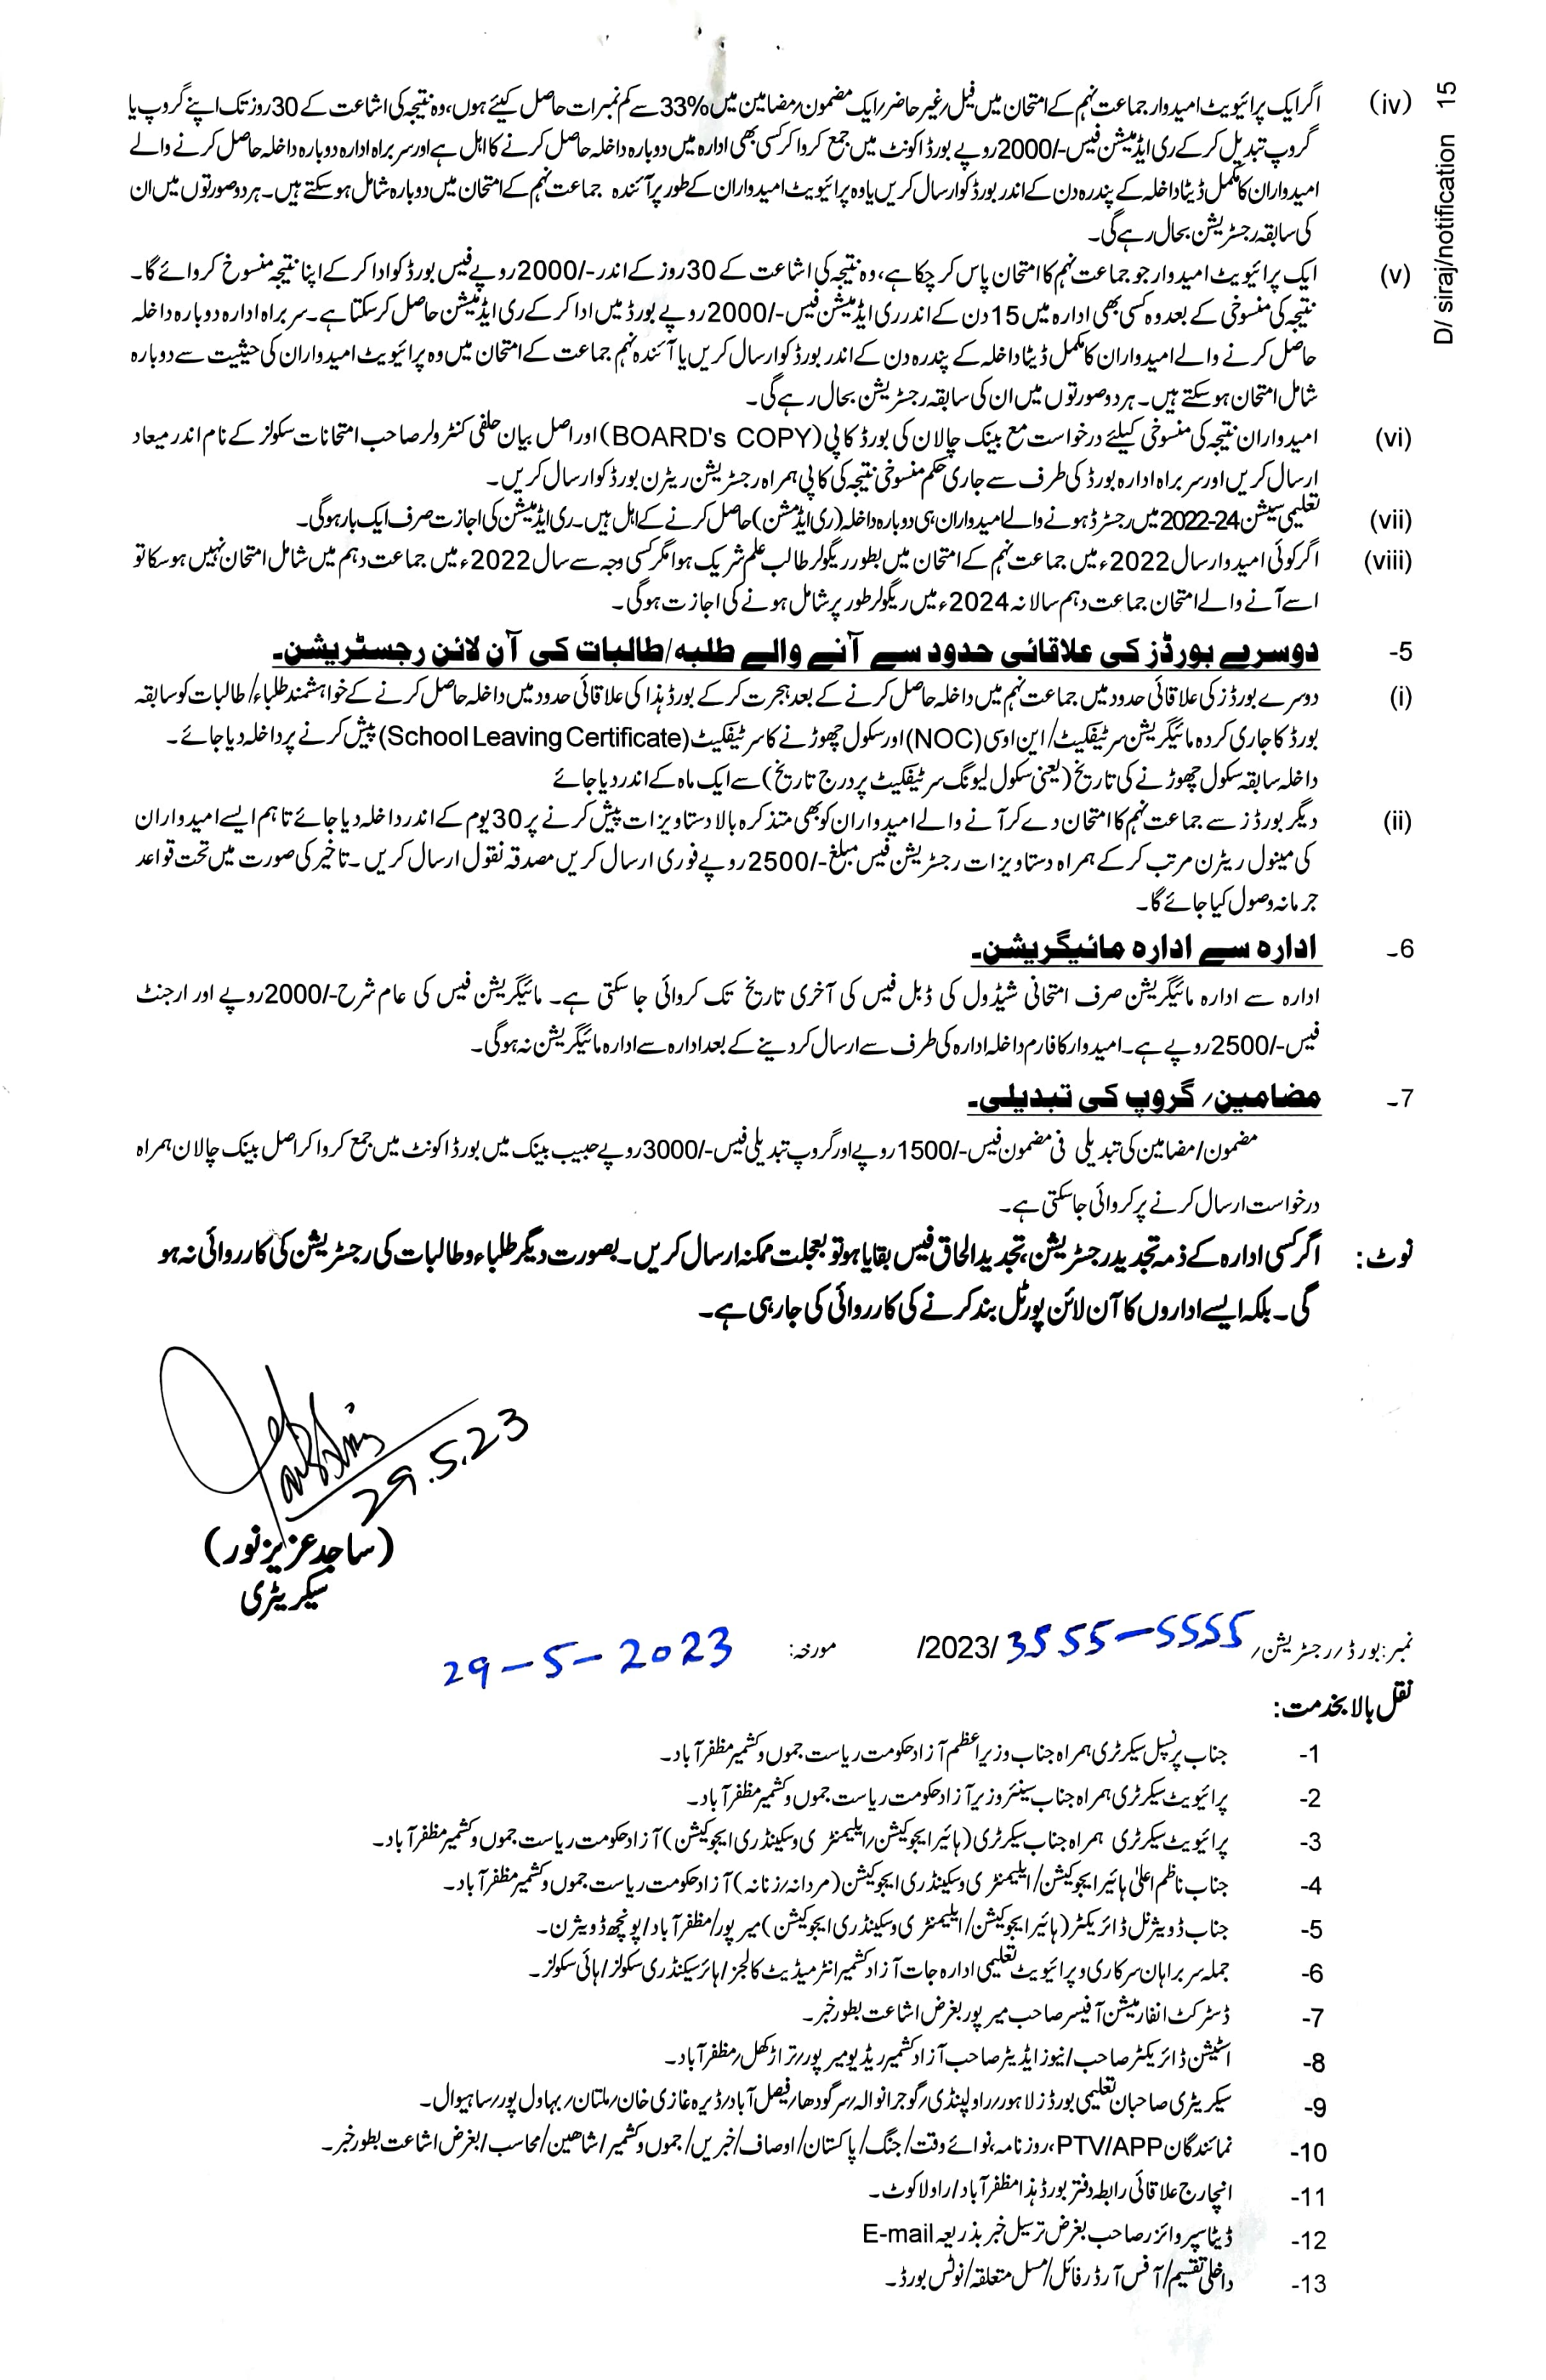 D/ siraj/notification 15
(iv) اگر ایک پرائیویٹ امیدوار جماعت نہم کے امتحان میں فیل/غیر حاضر/ایک مضمون/مضامین میں 33% سے کم نمبرات حاصل کیئے ہوں، وہ نتیجہ کی اشاعت کے 30 روز تک اپنے گروپ یا
گروپ تبدیل کر کے ری ایڈمیشن فیس -/2000 روپے بورڈ اکونٹ میں جمع کروا کر کسی بھی ادارہ میں دوبارہ داخلہ حاصل کرنے کا اہل ہے اور سربراہ ادارہ دوبارہ داخلہ حاصل کرنے والے
امیدواران کا مکمل ڈیٹا داخلہ کے پندرہ دن کے اندر بورڈ کو ارسال کریں یا وہ پرائیویٹ امیدواران کے طور پر آئندہ جماعت نہم کے امتحان میں دوبارہ شامل ہو سکتے ہیں۔ ہر دو صورتوں میں ان
کی سابقہ رجسٹریشن بحال رہے گی۔
(v) ایک پرائیویٹ امیدوار جو جماعت نہم کا امتحان پاس کر چکا ہے، وہ نتیجہ کی اشاعت کے 30 روز کے اندر -/2000 روپے فیس بورڈ کو ادا کر کے اپنا نتیجہ منسوخ کروائے گا۔
نتیجہ کی منسوخی کے بعد وہ کسی بھی ادارہ میں 15 دن کے اندر ری ایڈمیشن فیس -/2000 روپے بورڈ میں ادا کر کے ری ایڈمیشن حاصل کر سکتا ہے۔ سربراہ ادارہ دوبارہ داخلہ
حاصل کرنے والے امیدواران کا مکمل ڈیٹا داخلہ کے پندرہ دن کے اندر بورڈ کو ارسال کریں یا آئندہ نہم جماعت کے امتحان میں وہ پرائیویٹ امیدواران کی حیثیت سے دوبارہ
شامل امتحان ہو سکتے ہیں۔ ہر دو صورتوں میں ان کی سابقہ رجسٹریشن بحال رہے گی۔
(vi) امیدواران نتیجہ کی منسوخی کیلئے درخواست مع بینک چالان کی بورڈ کاپی (BOARD's COPY) اور اصل بیان حلفی کنٹرولر صاحب امتحانات سکولز کے نام اندر میعاد
ارسال کریں اور سربراہ ادارہ بورڈ کی طرف سے جاری حکم منسوخی نتیجہ کی کاپی ہمراہ رجسٹریشن ریٹرن بورڈ کو ارسال کریں۔
(vii) تعلیمی سیشن 24-2022 میں رجسٹرڈ ہونے والے امیدواران ہی دوبارہ داخلہ (ری ایڈمشن) حاصل کرنے کے اہل ہیں۔ ری ایڈمیشن کی اجازت صرف ایک بار ہو گی۔
(viii) اگر کوئی امیدوار سال 2022ء میں جماعت نہم کے امتحان میں بطور ریگولر طالب علم شریک ہوا مگر کسی وجہ سے سال 2022ء میں جماعت دہم میں شامل امتحان نہیں ہو سکا تو
اسے آنے والے امتحان جماعت دہم سالانہ 2024ء میں ریگولر طور پر شامل ہونے کی اجازت ہوگی۔
5- دوسرے بورڈز کی علاقائی حدود سے آنے والے طلبہ/طالبات کی آن لائن رجسٹریشن۔
(i) دوسرے بورڈز کی علاقائی حدود میں جماعت نہم میں داخلہ حاصل کرنے کے بعد ہجرت کر کے بورڈ ہذا کی علاقائی حدود میں داخلہ حاصل کرنے کے خواہشمند طلباء/ طالبات کو سابقہ
بورڈ کا جاری کردہ مائیگریشن سرٹیفکیٹ/ این او سی (NOC) اور سکول چھوڑنے کا سرٹیفکیٹ (School Leaving Certificate) پیش کرنے پر داخلہ دیا جائے۔
داخلہ سابقہ سکول چھوڑنے کی تاریخ (یعنی سکول لیونگ سرٹیفکیٹ پر درج تاریخ) سے ایک ماہ کے اندر دیا جائے
(ii) دیگر بورڈز سے جماعت نہم کا امتحان دے کر آنے والے امیدواران کو بھی متذکرہ بالا دستاویزات پیش کرنے پر 30 یوم کے اندر داخلہ دیا جائے تاہم ایسے امیدواران
کی مینول ریٹرن مرتب کر کے ہمراہ دستاویزات رجسٹریشن فیس مبلغ -/2500 روپے فوری ارسال کریں مصدقہ نقول ارسال کریں۔ تاخیر کی صورت میں تحت قواعد
جرمانہ وصول کیا جائے گا۔
6۔ ادارہ سے ادارہ مائیگریشن۔
ادارہ سے ادارہ مائیگریشن صرف امتحانی شیڈول کی ڈبل فیس کی آخری تاریخ تک کروائی جا سکتی ہے۔ مائیگریشن فیس کی عام شرح -/2000 روپے اور ارجنٹ
فیس -/2500 روپے ہے۔ امیدوار کا فارم داخلہ ادارہ کی طرف سے ارسال کر دینے کے بعد ادارہ سے ادارہ مائیگریشن نہ ہوگی۔
7۔ مضامین/ گروپ کی تبدیلی۔
مضمون/مضامین کی تبدیلی فی مضمون فیس -/1500 روپے اور گروپ تبدیلی فیس -/3000 روپے حبیب بینک میں بورڈ اکونٹ میں جمع کروا کر اصل بینک چالان ہمراہ
درخواست ارسال کرنے پر کروائی جا سکتی ہے۔
نوٹ: اگر کسی ادارہ کے ذمہ تجدید رجسٹریشن، تجدید الحاق فیس بقایا ہو تو بعجلت ممکنہ ارسال کریں۔ بصورت دیگر طلباء و طالبات کی رجسٹریشن کی کارروائی نہ ہو
گی۔ بلکہ ایسے اداروں کا آن لائن پورٹل بند کرنے کی کارروائی کی جا رہی ہے۔
29.5.23
(ساجد عزیز نور)
سیکریٹری
نمبر: بورڈ/رجسٹریشن/ 3555-5555 /2023/ مورخہ: 29-5-2023
نقل بالا بخدمت:
1- جناب پرنسپل سیکرٹری ہمراہ جناب وزیر اعظم آزاد حکومت ریاست جموں و کشمیر مظفر آباد۔
2- پرائیویٹ سیکرٹری ہمراہ جناب سینئر وزیر آزاد حکومت ریاست جموں و کشمیر مظفر آباد۔
3- پرائیویٹ سیکرٹری ہمراہ جناب سیکرٹری (ہائیر ایجوکیشن/ایلیمنٹری و سکینڈری ایجوکیشن) آزاد حکومت ریاست جموں و کشمیر مظفر آباد۔
4- جناب ناظم اعلیٰ ہائیر ایجوکیشن/ایلیمنٹری و سکینڈری ایجوکیشن (مردانہ/زنانہ) آزاد حکومت ریاست جموں و کشمیر مظفر آباد۔
5- جناب ڈویژنل ڈائریکٹر (ہائیر ایجوکیشن/ایلیمنٹری و سکینڈری ایجوکیشن) میر پور/مظفر آباد/پونچھ ڈویژن۔
6- جملہ سربراہان سرکاری و پرائیویٹ تعلیمی ادارہ جات آزاد کشمیر انٹرمیڈیٹ کالجز/ہائر سیکنڈری سکولز/ہائی سکولز۔
7- ڈسٹرکٹ انفارمیشن آفیسر صاحب میر پور بغرض اشاعت بطور خبر۔
8- اسٹیشن ڈائریکٹر صاحب/نیوز ایڈیٹر صاحب آزاد کشمیر ریڈیو میر پور/تراڑکھل/مظفر آباد۔
9- سیکریٹری صاحبان تعلیمی بورڈز لاہور/راولپنڈی/گوجرانوالہ/سرگودھا/فیصل آباد/ڈیرہ غازی خان/ملتان/بہاول پور/ساہیوال۔
10- نمائندگان PTV/APP، روزنامہ، نوائے وقت/جنگ/پاکستان/اوصاف/خبریں/جموں و کشمیر/شاھین/محاسب/بغرض اشاعت بطور خبر۔
11- انچارج علاقائی رابطہ دفتر بورڈ ہذا مظفر آباد/راولاکوٹ۔
12- ڈیٹا سپروائزر صاحب بغرض ترسیل خبر بذریعہ E-mail
13- داخلی تقسیم/آفس آرڈر فائل/مسل متعلقہ/نوٹس بورڈ۔